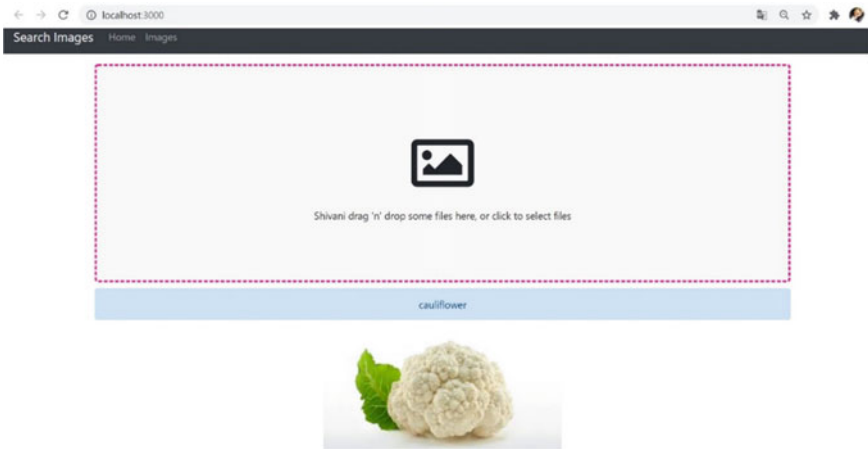 localhost:3000
Search Images Home Images
Shivani drag 'n' drop some files here, or click to select files
cauliflower